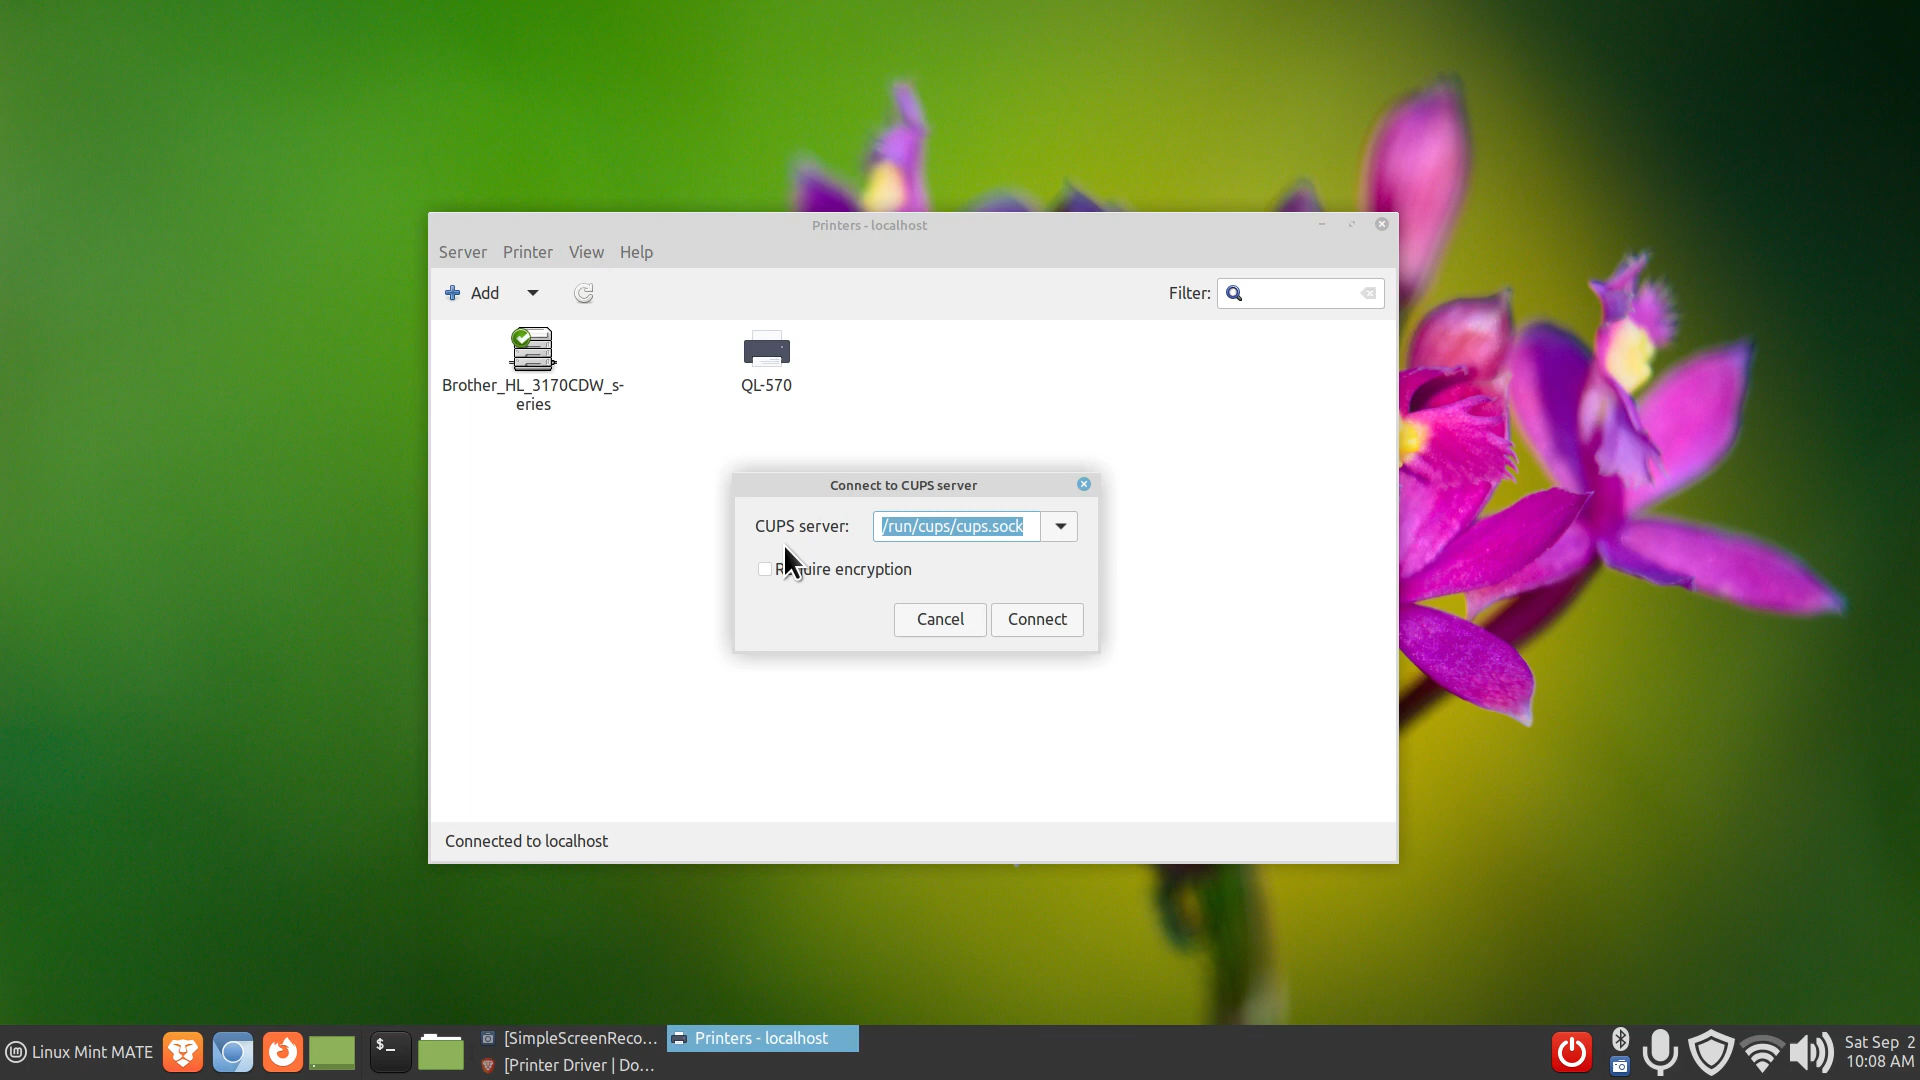 Printers - localhost
Server Printer View Help
Add
Filter:
Brother_HL_3170CDW_s-
eries
QL-570
Connect to CUPS server
CUPS server: /run/cups/cups.sock
encryption
Cancel Connect
Connected to localhost
Linux Mint MATE
$_
[SimpleScreenReco...
Printers - localhost
[Printer Driver | Do...
Sat Sep 2
10:08 AM